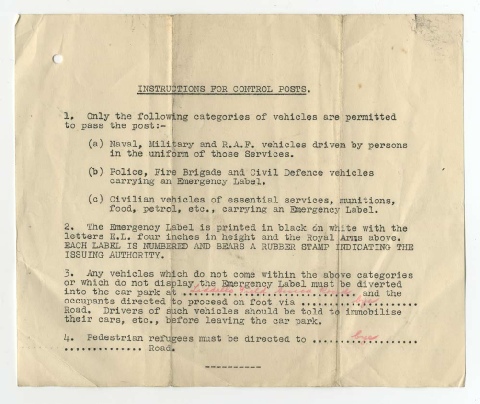 INSTRUCTIONS FOR CONTROL POSTS.
1. Only the following categories of vehicles are permitted
to pass the post:-
(a) Naval, Military and R.A.F. vehicles driven by persons
in the uniform of those Services.
(b) Police, Fire Brigade and Civil Defence vehicles
carrying an Emergency Label.
(c) Civilian vehicles of essential services, munitions,
food, petrol, etc., carrying an Emergency Label.
2. The Emergency Label is printed in black on white with the
letters E.L. four inches in height and the Royal Arms above.
EACH LABEL IS NUMBERED AND BEARS A RUBBER STAMP INDICATING THE
ISSUING AUTHORITY.
3. Any vehicles which do not come within the above categories
or which do not display the Emergency Label must be diverted
into the car park at .......... and the
occupants directed to proceed on foot via ..........
Road. Drivers of such vehicles should be told to immobilise
their cars, etc., before leaving the car park.
4. Pedestrian refugees must be directed to ..........
.............. Road.
----------